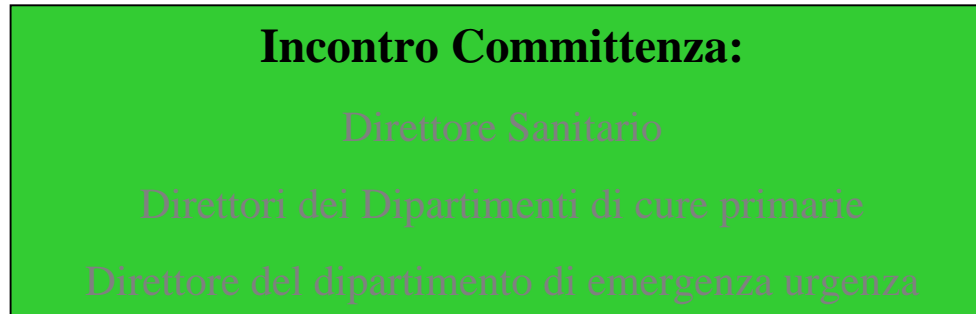 Incontro Committenza:
Direttore Sanitario
Direttori dei Dipartimenti di cure primarie
Direttore del dipartimento di emergenza urgenza